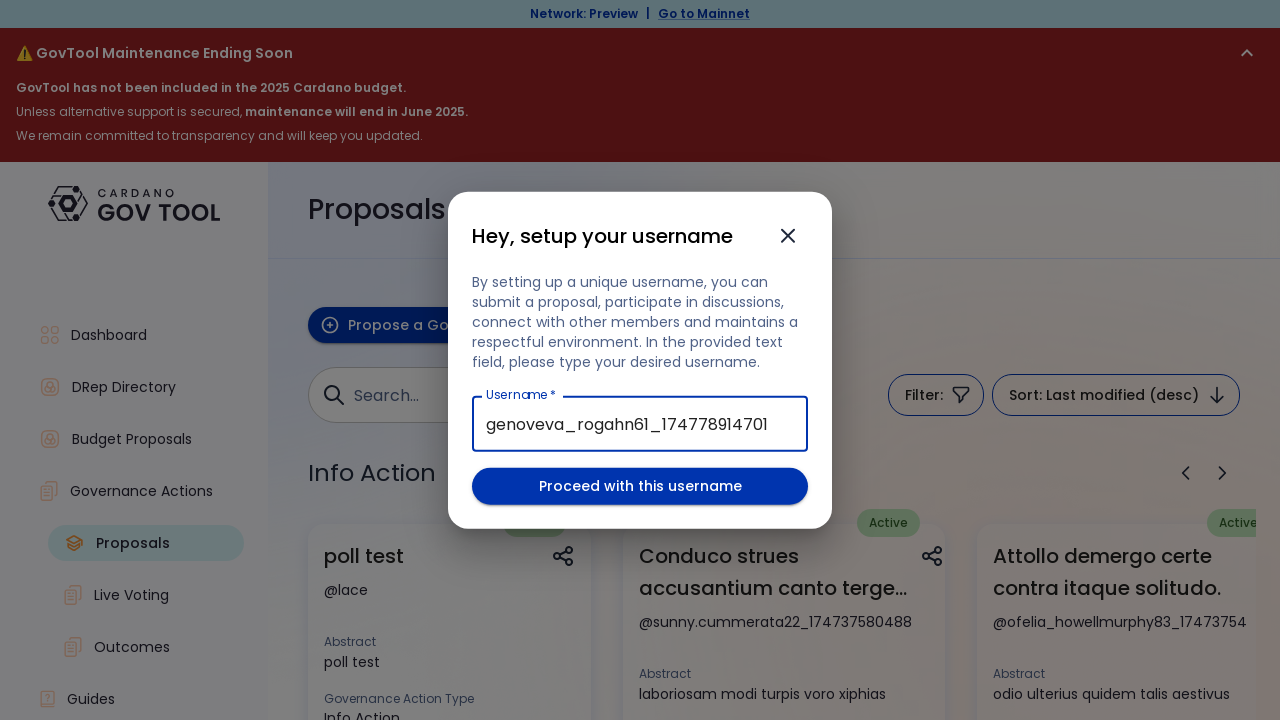 Network: Preview | Go to Mainnet
⚠️ GovTool Maintenance Ending Soon
GovTool has not been included in the 2025 Cardano budget.
Unless alternative support is secured, maintenance will end in June 2025.
We remain committed to transparency and will keep you updated.
CARDANO
GOV TOOL
Dashboard
DRep Directory
Budget Proposals
Governance Actions
Proposals
Live Voting
Outcomes
Guides
Proposals
Propose a Go
Search...
Filter:
Sort: Last modified (desc)
Info Action
Hey, setup your username
By setting up a unique username, you can
submit a proposal, participate in discussions,
connect with other members and maintains a
respectful environment. In the provided text
field, please type your desired username.
Username *
genoveva_rogahn61_174778914701
Proceed with this username
poll test
@lace
Abstract
poll test
Governance Action Type
Info Action
Active
Conduco strues
accusantium canto terge...
@sunny.cummerata22_174737580488
Abstract
laboriosam modi turpis voro xiphias
Active
Attollo demergo certe
contra itaque solitudo.
@ofelia_howellmurphy83_17473754
Abstract
odio ulterius quidem talis aestivus